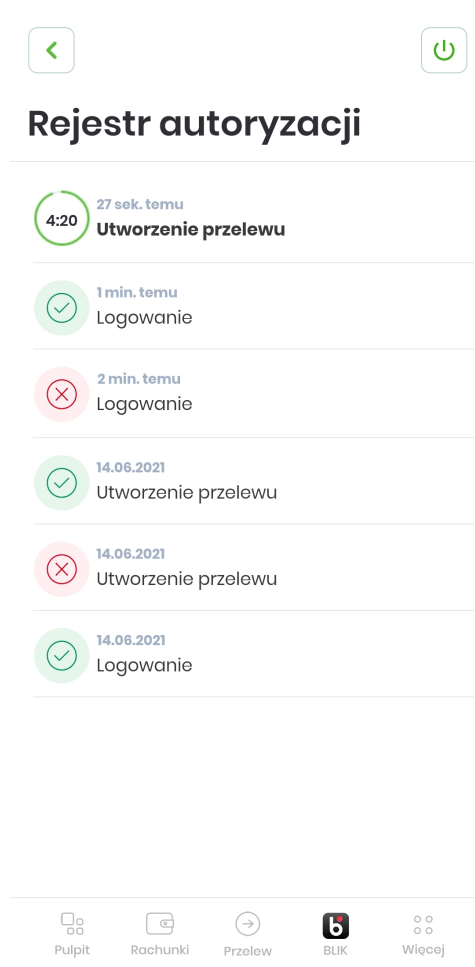 Rejestr autoryzacji
27 sek. temu
4:20
Utworzenie przelewu
1 min. temu
Logowanie
2 min. temu
Logowanie
14.06.2021
Utworzenie przelewu
14.06.2021
Utworzenie przelewu
14.06.2021
Logowanie
b
Pulpit
Rachunki
Przelew
BLIK
Więcej